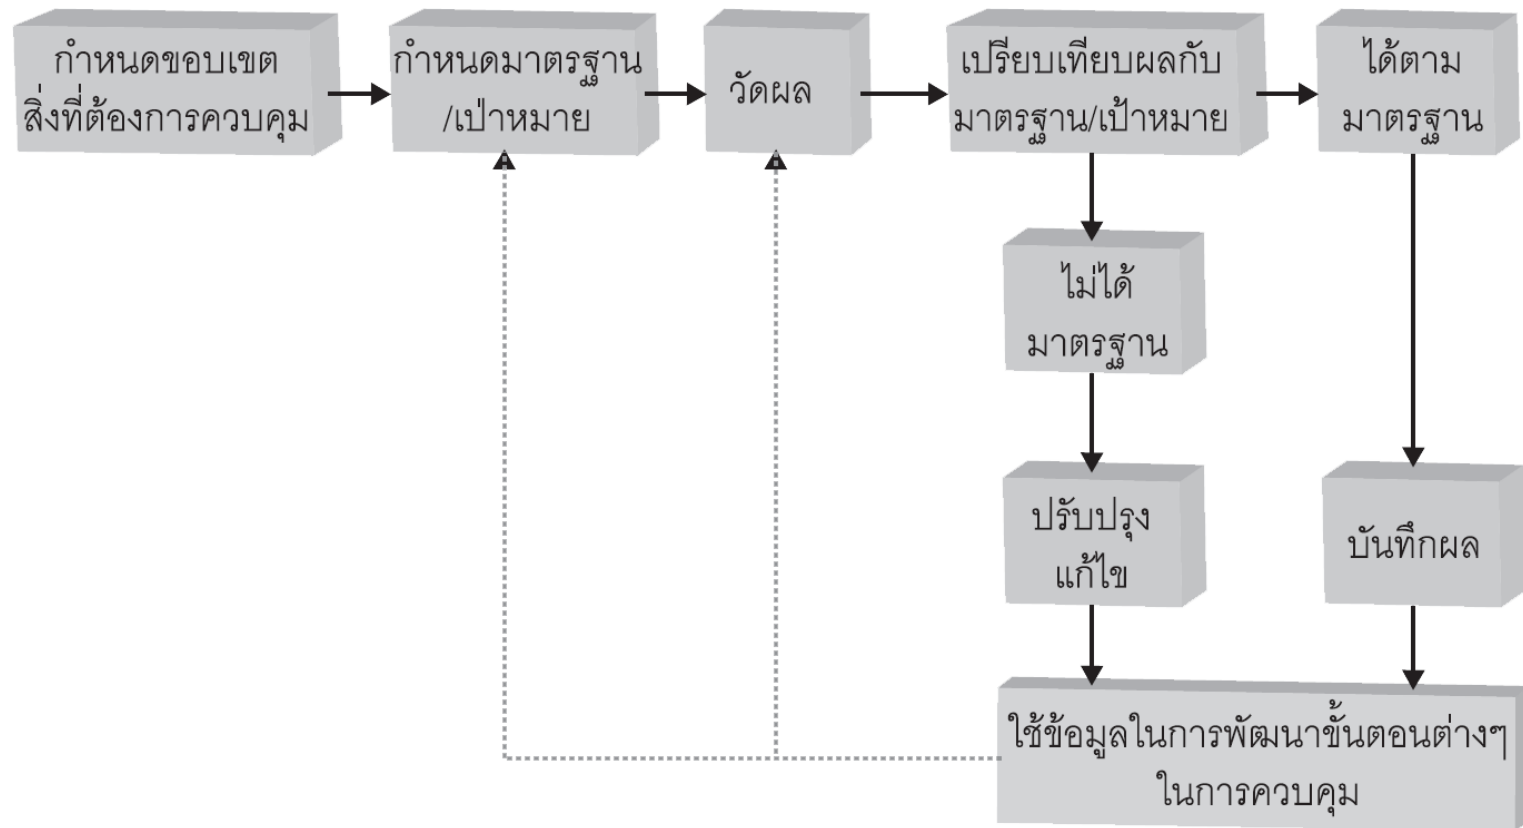 กำหนดขอบเขต
สิ่งที่ต้องการควบคุม
กำหนดมาตรฐาน
/เป่าหมาย
วัดผล
เปรียบเทียบผลกับ
มาตรฐาน/เป้าหมาย
ได้ตาม
มาตรฐาน
ไม่ได้
มาตรฐาน
ปรับปรุง
แก้ไข
บันทึกผล
ใช้ข้อมูลในการพัฒนาขั้นตอนต่างๆ
ในการควบคุม